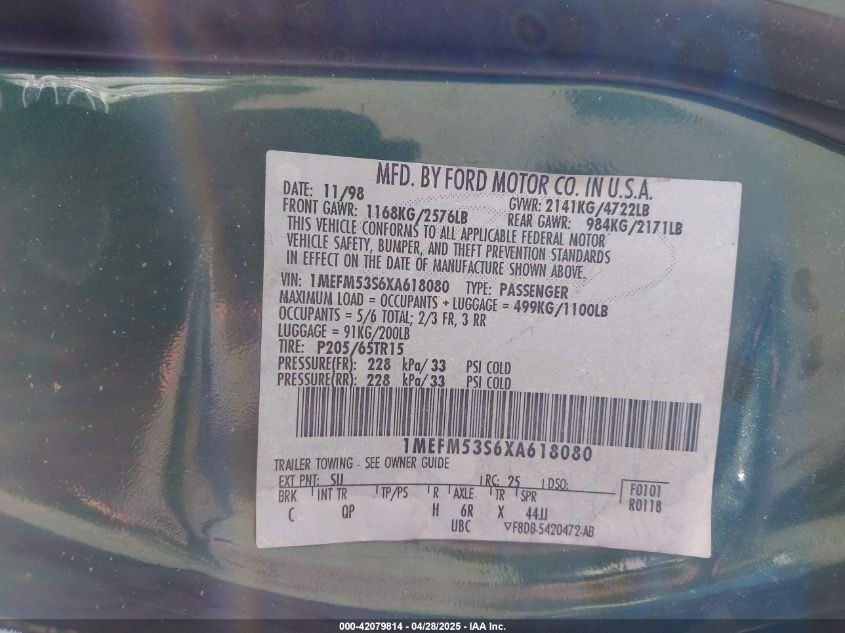 MFD. BY FORD MOTOR CO. IN U.S.A.
DATE: 11/98 GVWR: 2141KG/4722LB
FRONT GAWR: 1168KG/2576LB REAR GAWR: 984KG/2171LB
THIS VEHICLE CONFORMS TO ALL APPLICABLE FEDERAL MOTOR
VEHICLE SAFETY, BUMPER, AND THEFT PREVENTION STANDARDS
IN EFFECT ON THE DATE OF MANUFACTURE SHOWN ABOVE.
VIN: 1MEFM53S6XA618080 TYPE: PASSENGER
MAXIMUM LOAD = OCCUPANTS + LUGGAGE = 499KG/1100LB
OCCUPANTS = 5/6 TOTAL; 2/3 FR, 3 RR
LUGGAGE = 91KG/200LB
TIRE: P205/65TR15
PRESSURE(FR): 228 kPa/33 PSI COLD
PRESSURE(RR): 228 kPa/33 PSI COLD
1MEFM53S6XA618080
TRAILER TOWING - SEE OWNER GUIDE
EXT PNT: SU RC: 25 DSO: F0101
BRK INT TR TP/PS R AXLE TR SPR R0118
C QP H 6R X 44JJ
UBC F8DB-5420472-AB
000-42079814 - 04/28/2025 - IAA Inc.